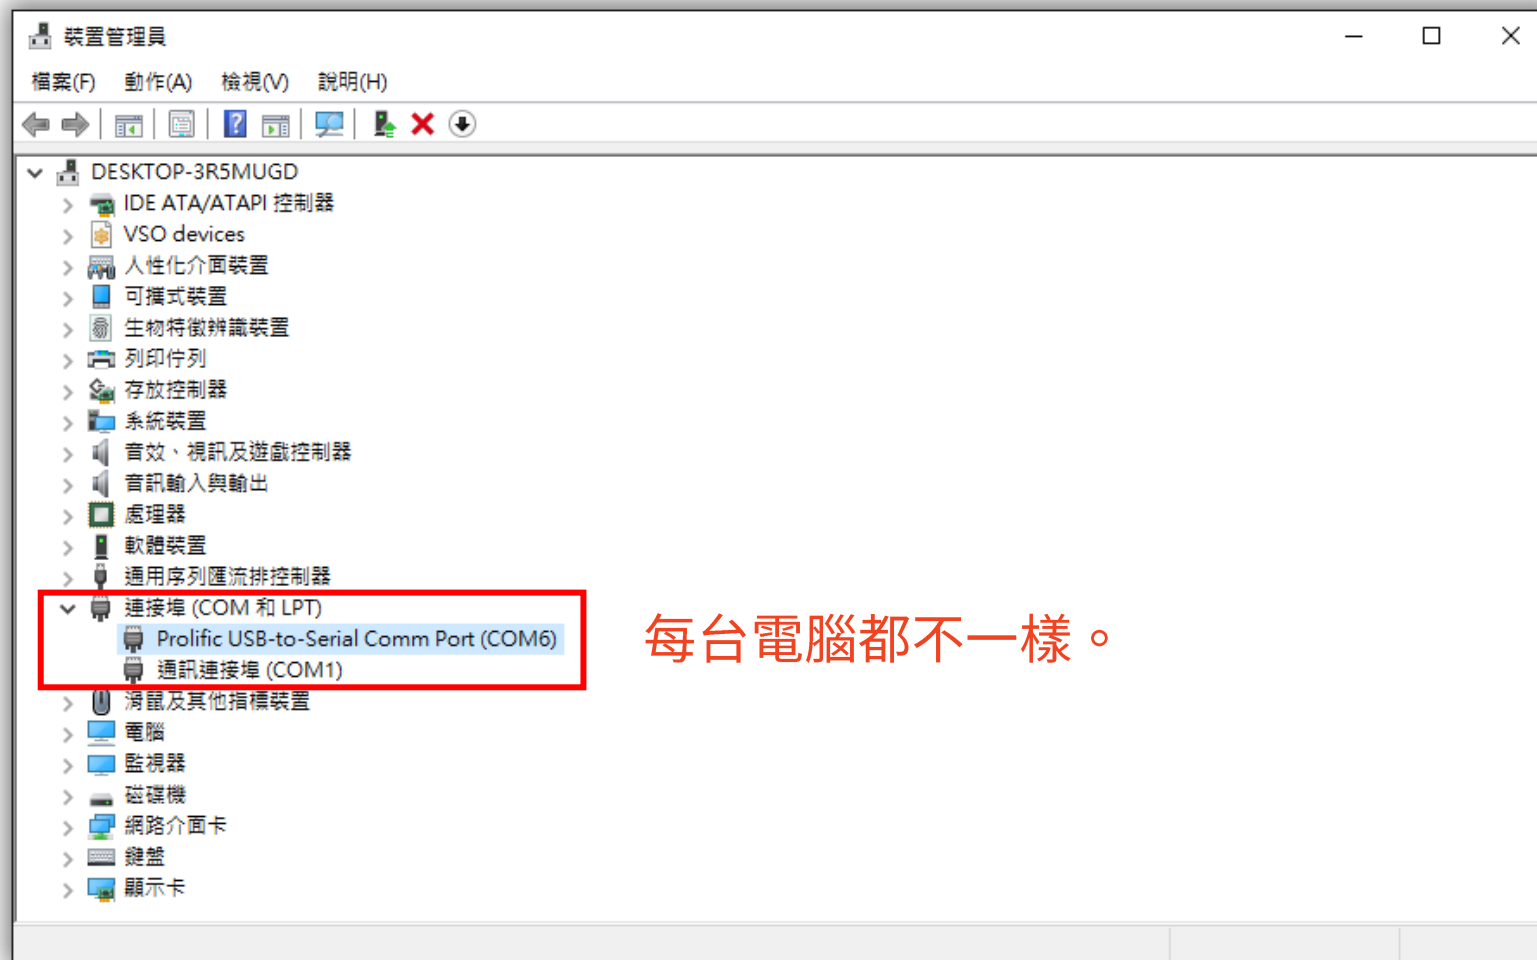 裝置管理員
檔案(F) 動作(A) 檢視(V) 說明(H)
DESKTOP-3R5MUGD
IDE ATA/ATAPI 控制器
VSO devices
人性化介面裝置
可攜式裝置
生物特徵辨識裝置
列印佇列
存放控制器
系統裝置
音效、視訊及遊戲控制器
音訊輸入與輸出
處理器
軟體裝置
通用序列匯流排控制器
連接埠 (COM 和 LPT)
Prolific USB-to-Serial Comm Port (COM6)
每台電腦都不一樣。
通訊連接埠 (COM1)
滑鼠及其他指標裝置
電腦
監視器
磁碟機
網路介面卡
鍵盤
顯示卡